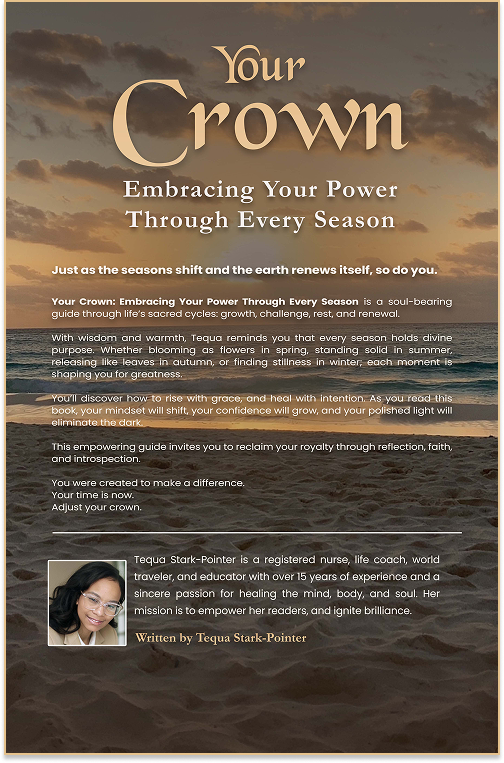 Your
Crown
Embracing Your Power
Through Every Season
Just as the seasons shift and the earth renews itself, so do you.
Your Crown: Embracing Your Power Through Every Season is a soul-bearing
guide through life's sacred cycles: growth, challenge, rest, and renewal.
With wisdom and warmth, Tequa reminds you that every season holds divine
purpose. Whether blooming as flowers in spring, standing solid in summer,
releasing like leaves in autumn, or finding stillness in winter; each moment is
shaping you for greatness.
You'll discover how to rise with grace, and heal with intention. As you read this
book, your mindset will shift, your confidence will grow, and your polished light will
eliminate the dark.
This empowering guide invites you to reclaim your royalty through reflection, faith,
and introspection.
You were created to make a difference.
Your time is now.
Adjust your crown.
Tequa Stark-Pointer is a registered nurse, life coach, world
traveler, and educator with over 15 years of experience and a
sincere passion for healing the mind, body, and soul. Her
mission is to empower her readers, and ignite brilliance.
Written by Tequa Stark-Pointer